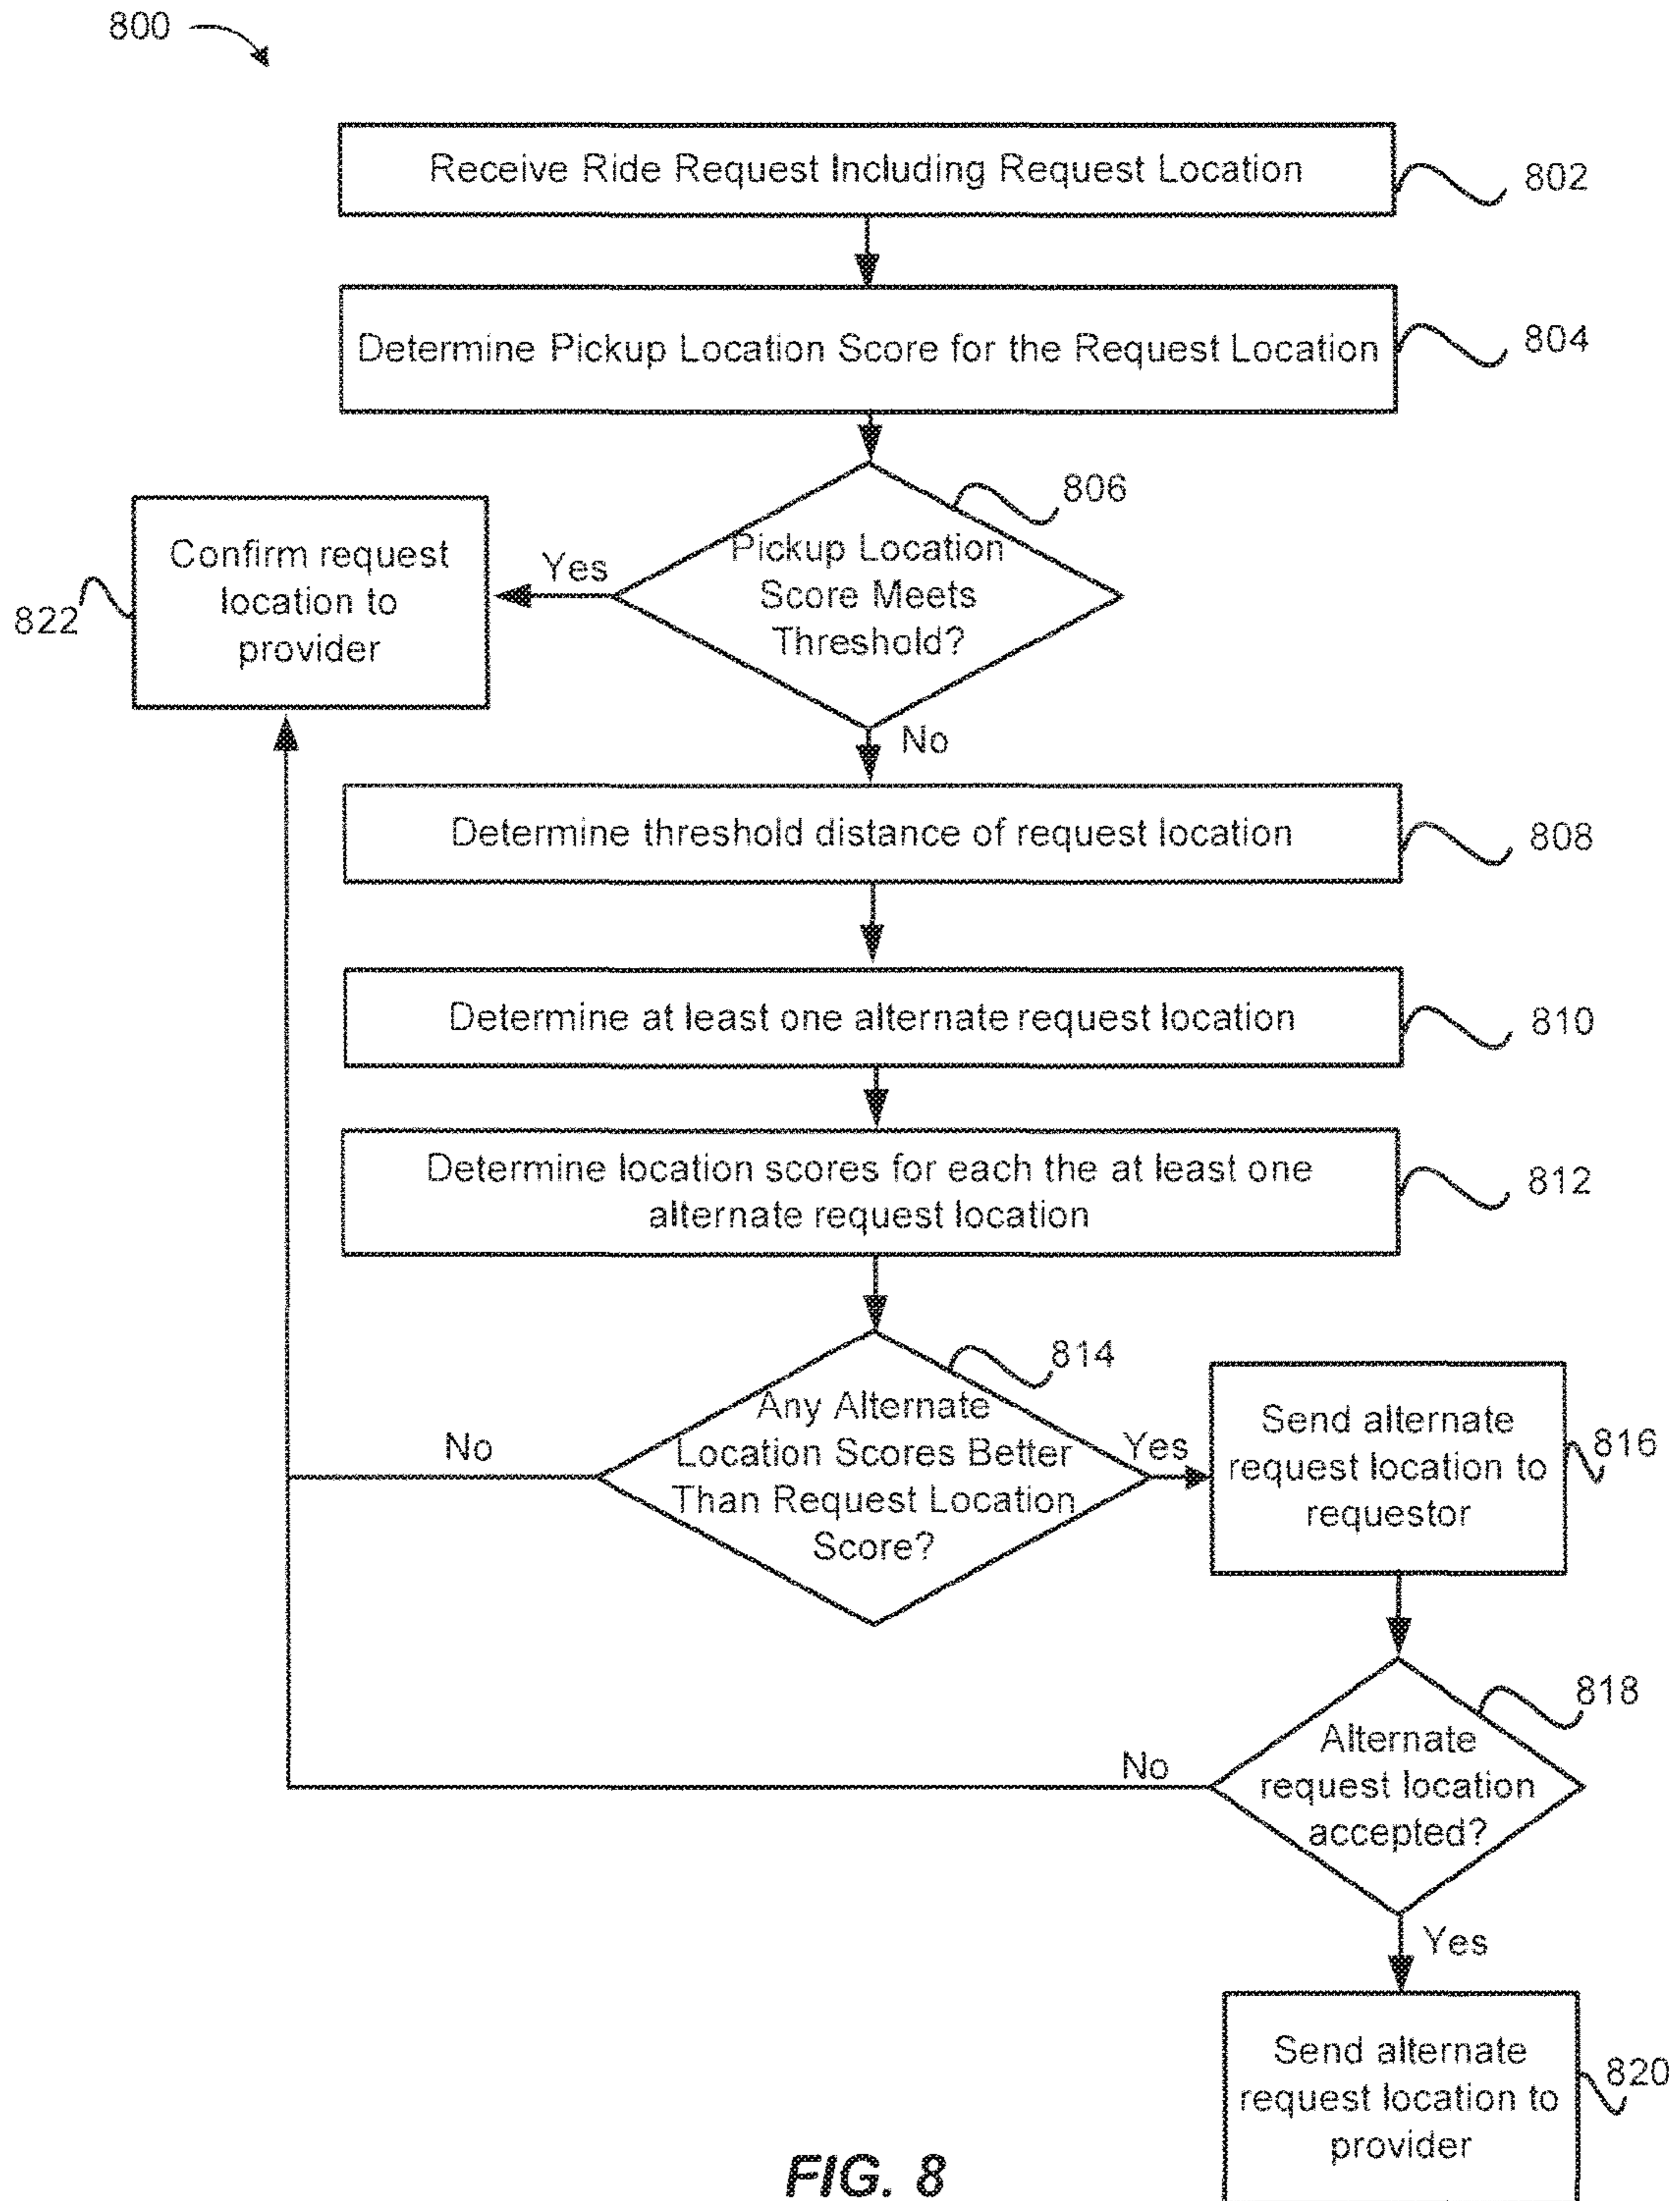 800
Receive Ride Request Including Request Location
802
Determine Pickup Location Score for the Request Location
804
806
Pickup Location
Score Meets
Threshold?
Yes
Confirm request
location to
provider
822
No
Determine threshold distance of request location
808
Determine at least one alternate request location
810
Determine location scores for each the at least one
alternate request location
812
814
Any Alternate
Location Scores Better
Than Request Location
Score?
No
Yes
Send alternate
request location to
requestor
816
818
Alternate
request location
accepted?
No
Yes
Send alternate
request location to
provider
820
FIG. 8